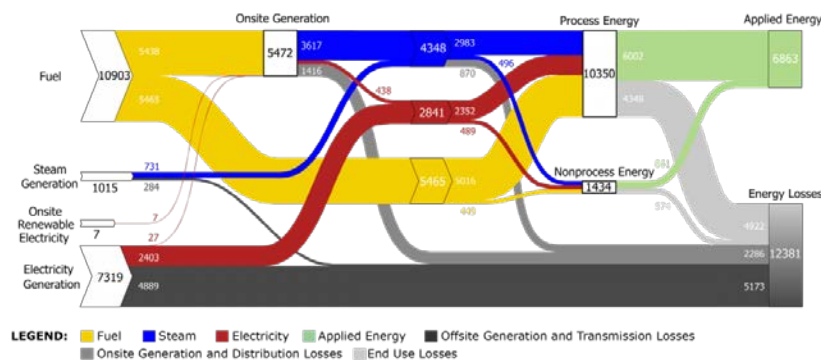 Onsite Generation
Process Energy
Applied Energy
Fuel
10903
5438
5465
5472
3617
1416
438
4348
2983
870
496
10350
6002
4348
6863
2841
2352
489
Steam
Generation
1015
731
284
5465
5016
449
Nonprocess Energy
1434
861
574
Energy Losses
Onsite
Renewable
Electricity
7
7
27
Electricity
Generation
7319
2403
4889
4922
2286
5173
12381
LEGEND: Fuel Steam Electricity Applied Energy Offsite Generation and Transmission Losses
Onsite Generation and Distribution Losses End Use Losses